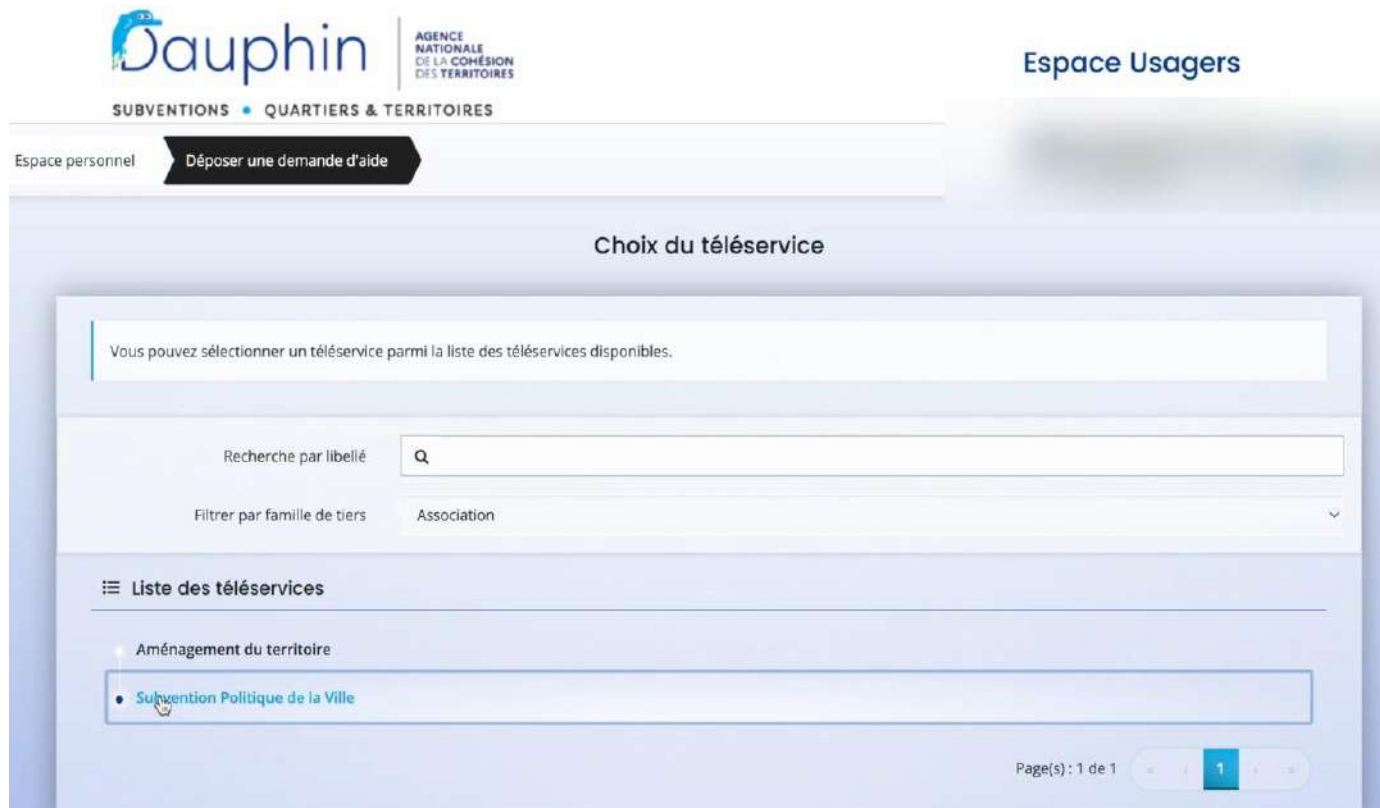 Dauphin
AGENCE
NATIONALE
DE LA COHÉSION
DES TERRITOIRES
SUBVENTIONS • QUARTIERS & TERRITOIRES
Espace Usagers
Espace personnel
Déposer une demande d'aide
Choix du téléservice
Vous pouvez sélectionner un téléservice parmi la liste des téléservices disponibles.
Recherche par libellé
Filtrer par famille de tiers
Association
Liste des téléservices
Aménagement du territoire
Subvention Politique de la Ville
Page(s) : 1 de 1
« ‹ 1 › »